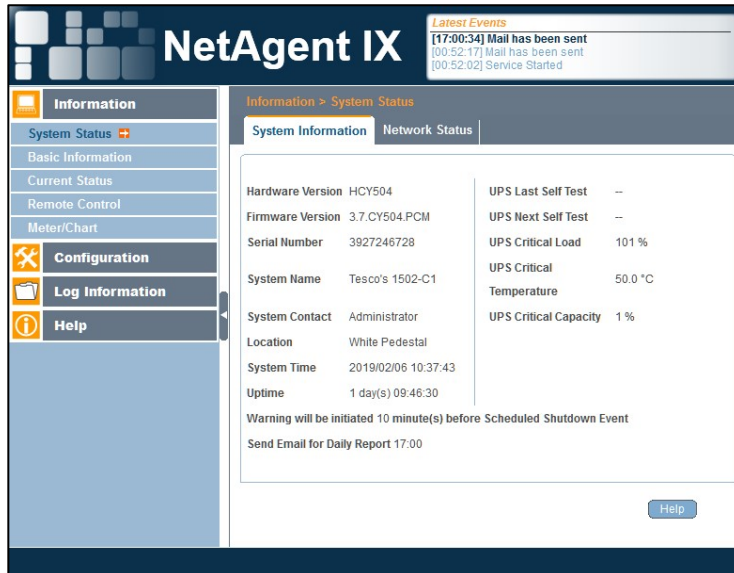 NetAgent IX
Latest Events
[17:00:34] Mail has been sent
[00:52:17] Mail has been sent
[00:52:02] Service Started
Information
System Status
Basic Information
Current Status
Remote Control
Meter/Chart
Configuration
Log Information
Help
Information > System Status
System Information
Network Status
Hardware Version HCY504
Firmware Version 3.7.CY504.PCM
Serial Number 3927246728
System Name Tesco's 1502-C1
System Contact Administrator
Location White Pedestal
System Time 2019/02/06 10:37:43
Uptime 1 day(s) 09:46:30
UPS Last Self Test --
UPS Next Self Test --
UPS Critical Load 101 %
UPS Critical
Temperature 50.0 °C
UPS Critical Capacity 1 %
Warning will be initiated 10 minute(s) before Scheduled Shutdown Event
Send Email for Daily Report 17:00
Help